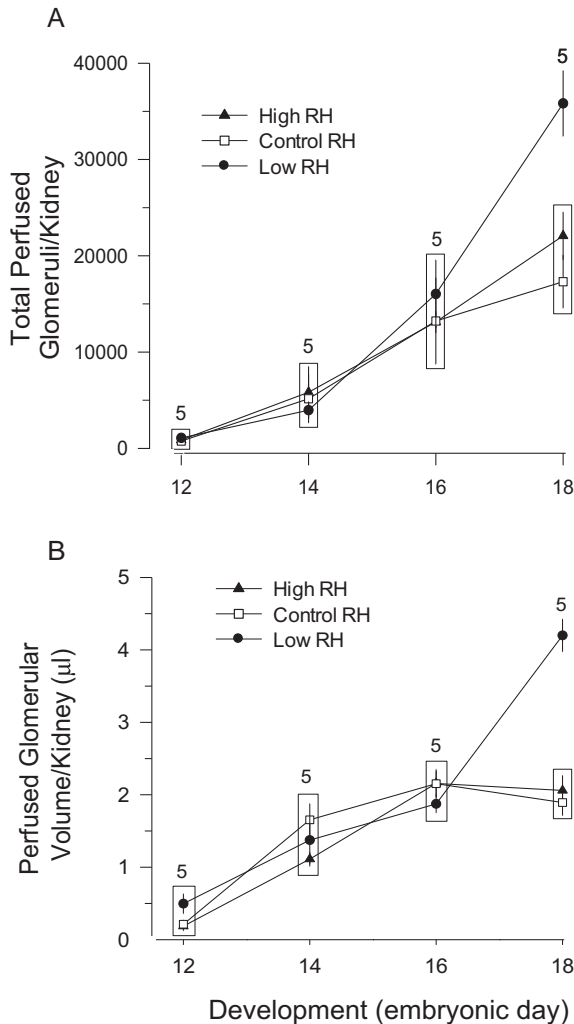 A
40000
30000
20000
10000
0
Total Perfused
Glomeruli/Kidney
High RH
Control RH
Low RH
5
5
5
5
12
14
16
18
B
5
4
3
2
1
0
Perfused Glomerular
Volume/Kidney (µl)
High RH
Control RH
Low RH
5
5
5
5
12
14
16
18
Development (embryonic day)